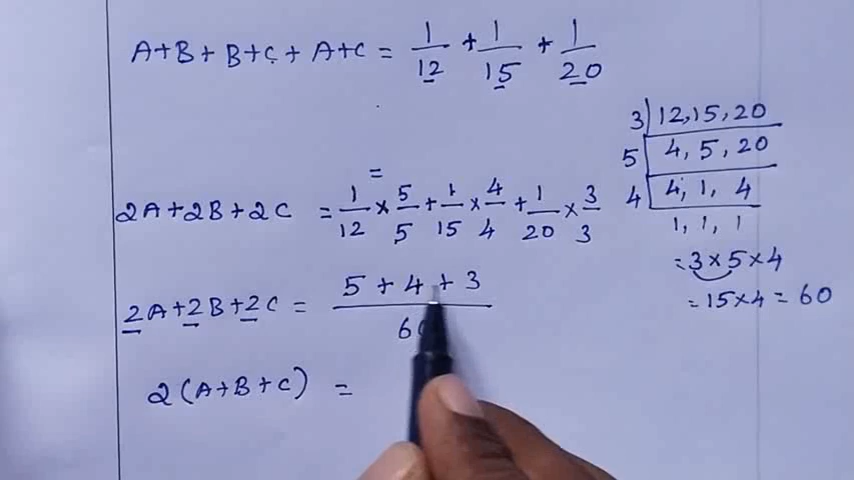 A+B+B+C+A+C = 1/12 + 1/15 + 1/20
=
2A+2B+2C = 1/12 × 5/5 + 1/15 × 4/4 + 1/20 × 3/3
2A+2B+2C = 5+4+3/60
2(A+B+C) =
3 | 12,15,20
5 | 4, 5, 20
4 | 4, 1, 4
1, 1, 1
= 3×5×4
= 15×4 = 60